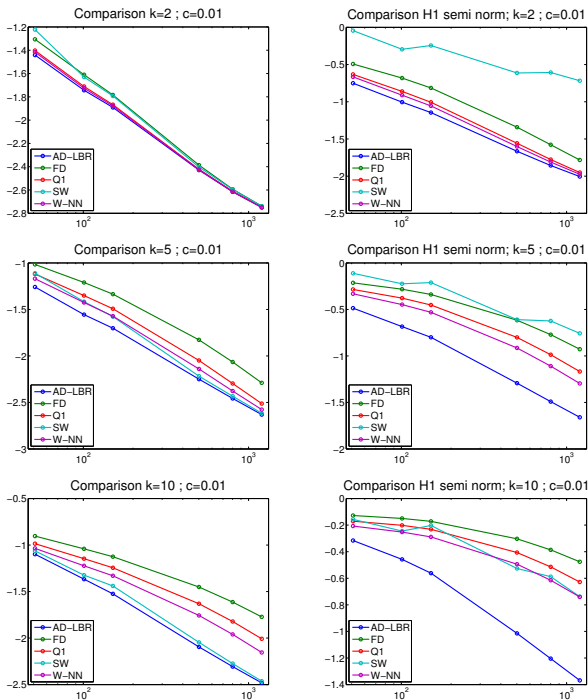 Comparison k=2 ; c=0.01
-1.2
-1.4
-1.6
-1.8
-2
-2.2
-2.4
-2.6
-2.8
AD-LBR
FD
Q1
SW
W-NN
10²
10³
Comparison H1 semi norm; k=2 ; c=0.01
0
-0.5
-1
-1.5
-2
-2.5
AD-LBR
FD
Q1
SW
W-NN
10²
10³
Comparison k=5 ; c=0.01
-1
-1.5
-2
-2.5
-3
AD-LBR
FD
Q1
SW
W-NN
10²
10³
Comparison H1 semi norm; k=5 ; c=0.01
0
-0.5
-1
-1.5
-2
AD-LBR
FD
Q1
SW
W-NN
10²
10³
Comparison k=10 ; c=0.01
-0.5
-1
-1.5
-2
-2.5
AD-LBR
FD
Q1
SW
W-NN
10²
10³
Comparison H1 semi norm; k=10 ; c=0.01
0
-0.2
-0.4
-0.6
-0.8
-1
-1.2
-1.4
AD-LBR
FD
Q1
SW
W-NN
10²
10³